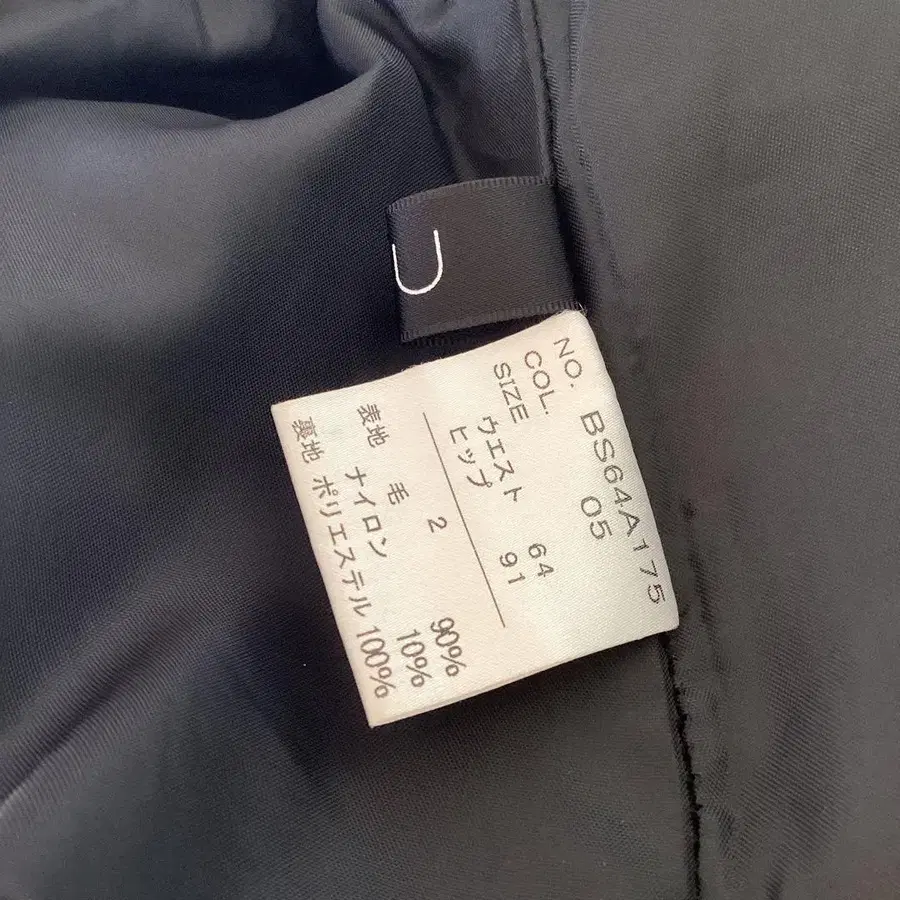 U
NO. BS64A175
COL. 05
SIZE
ウエスト 64
ヒップ 91
2
表地 毛 90%
ナイロン 10%
裏地 ポリエステル 100%